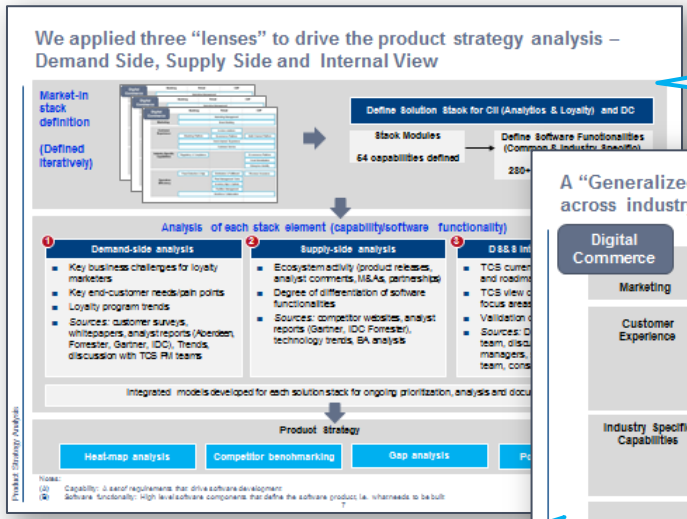 We applied three “lenses” to drive the product strategy analysis –
Demand Side, Supply Side and Internal View
Market-in
stack
definition
(Defined
iteratively)
Digital
Commerce
Define Solution Stack for CII (Analytics & Loyalty) and DC
Stack Modules
64 capabilities defined
Define Software Functionalities
(Common & Industry Specific)
280+
Analysis of each stack element (capability/software functionality)
1
Demand-side analysis
Key business challenges for loyalty
marketers
Key end-customer needs/pain points
Loyalty program trends
Sources: customer surveys,
whitepapers, analyst reports (Aberdeen,
Forrester, Gartner, IDC), Trends,
discussion with TCS PM teams
2
Supply-side analysis
Ecosystem activity (product releases,
analyst comments, M&As, partnerships)
Degree of differentiation of software
functionalities
Sources: competitor websites, analyst
reports (Gartner, IDC Forrester),
technology trends, BA analysis
3
DS&S Int
TCS curren
and roadma
TCS view o
focus areas
Validation o
Sources: D
team, discu
managers,
team, cons
Integrated models developed for each solution stack for ongoing prioritization, analysis and docu
Product Strategy
Heat-map analysis
Competitor benchmarking
Gap analysis
Po
Product Strategy Analysis
Notes:
(A) Capability: A set of requirements that drive software development
(B) Software functionality: High level software components that define the software product, i.e. what needs to be built
7
A “Generalize
across industr
Digital
Commerce
Marketing
Customer
Experience
Industry Specific
Capabilities